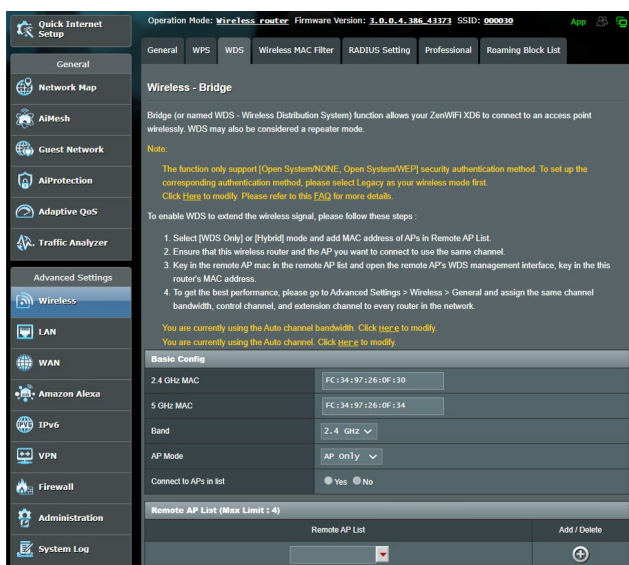 Quick Internet
Setup
Operation Mode: Wireless router Firmware Version: 3.0.0.4.386_43373 SSID: 000030
App
General
WPS
WDS
Wireless MAC Filter
RADIUS Setting
Professional
Roaming Block List
General
Network Map
AiMesh
Guest Network
AiProtection
Adaptive QoS
Traffic Analyzer
Advanced Settings
Wireless
LAN
WAN
Amazon Alexa
IPv6
VPN
Firewall
Administration
System Log
Wireless - Bridge
Bridge (or named WDS - Wireless Distribution System) function allows your ZenWiFi XD6 to connect to an access point
wirelessly. WDS may also be considered a repeater mode.
Note:
The function only support [Open System/NONE, Open System/WEP] security authentication method. To set up the
corresponding authentication method, please select Legacy as your wireless mode first.
Click Here to modify. Please refer to this FAQ for more details.
To enable WDS to extend the wireless signal, please follow these steps :
1. Select [WDS Only] or [Hybrid] mode and add MAC address of APs in Remote AP List.
2. Ensure that this wireless router and the AP you want to connect to use the same channel.
3. Key in the remote AP mac in the remote AP list and open the remote AP's WDS management interface, key in the this
router's MAC address.
4. To get the best performance, please go to Advanced Settings > Wireless > General and assign the same channel
bandwidth, control channel, and extension channel to every router in the network.
You are currently using the Auto channel bandwidth. Click Here to modify.
You are currently using the Auto channel. Click Here to modify.
Basic Config
2.4 GHz MAC FC:34:97:26:0F:30
5 GHz MAC FC:34:97:26:0F:34
Band 2.4 GHz
AP Mode AP Only
Connect to APs in list Yes No
Remote AP List (Max Limit : 4)
Remote AP List Add / Delete